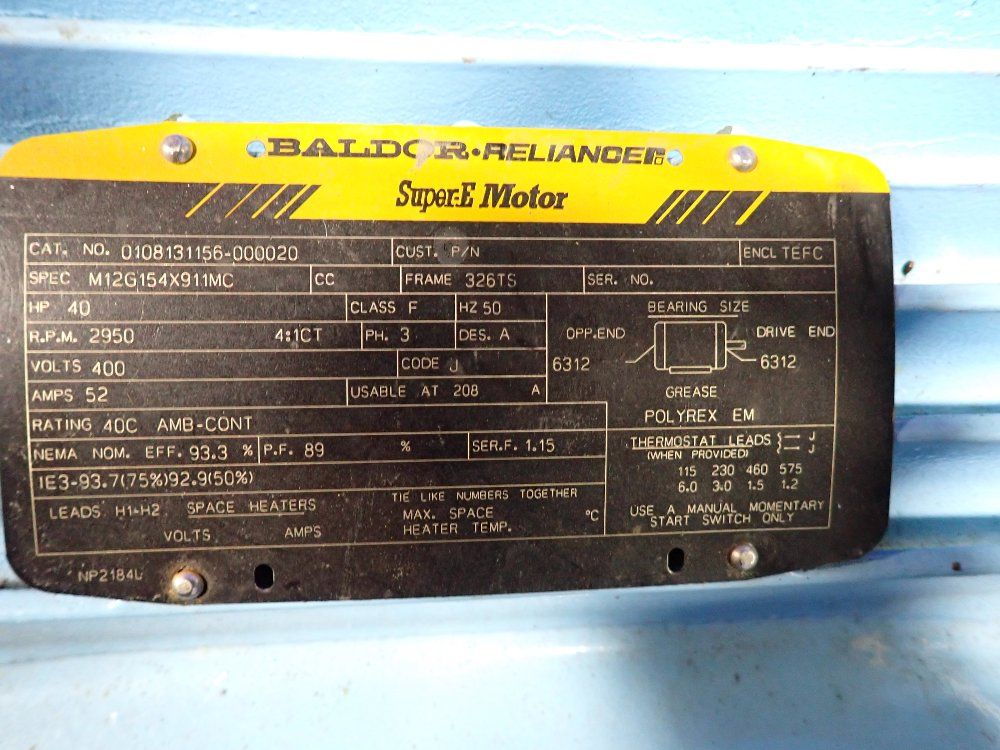 BALDOR·RELIANCER
Super-E Motor
CAT. NO. 0108131156-000020 CUST. P/N ENCL TEFC
SPEC M12G154X911MC CC FRAME 326TS SER. NO.
HP 40 CLASS F HZ 50
R.P.M. 2950 4:1CT PH. 3 DES. A
VOLTS 400 CODE J
AMPS 52 USABLE AT 208 A
RATING 40C AMB-CONT
NEMA NOM. EFF. 93.3 % P.F. 89 % SER.F. 1.15
IE3-93.7(75%)92.9(50%)
LEADS H1-H2 SPACE HEATERS
VOLTS AMPS
TIE LIKE NUMBERS TOGETHER
MAX. SPACE °C
HEATER TEMP.
BEARING SIZE
OPP.END DRIVE END
6312 6312
GREASE
POLYREX EM
THERMOSTAT LEADS J
(WHEN PROVIDED) J
115 230 460 575
6.0 3.0 1.5 1.2
USE A MANUAL MOMENTARY
START SWITCH ONLY
NP2184L